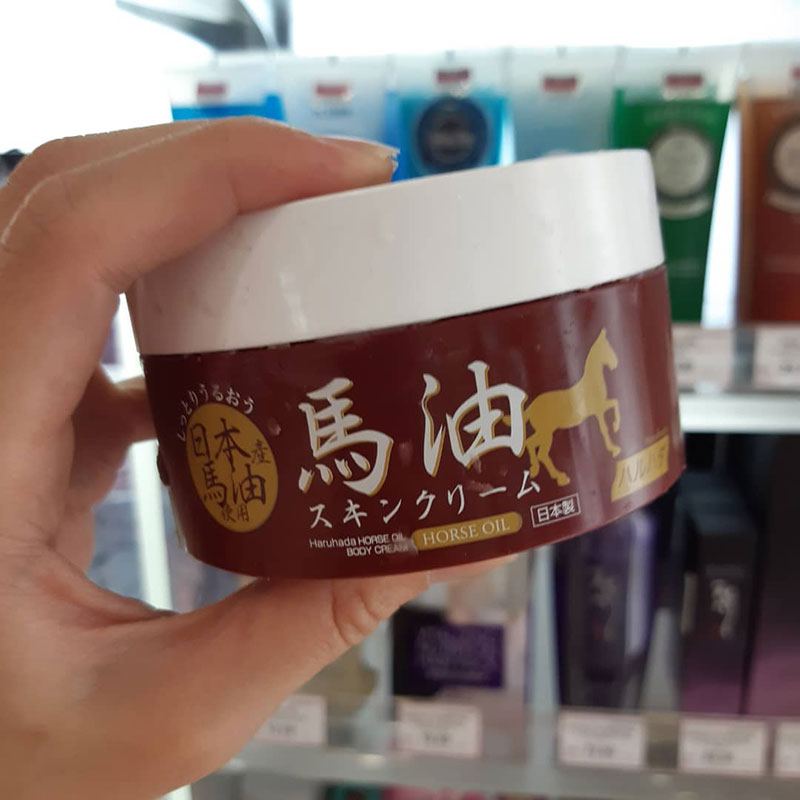 しっとりうるおう
日本産
馬油
使用
馬油
スキンクリーム
Haruhada HORSE OIL
BODY CREAM
HORSE OIL
日本製
ハルハダ